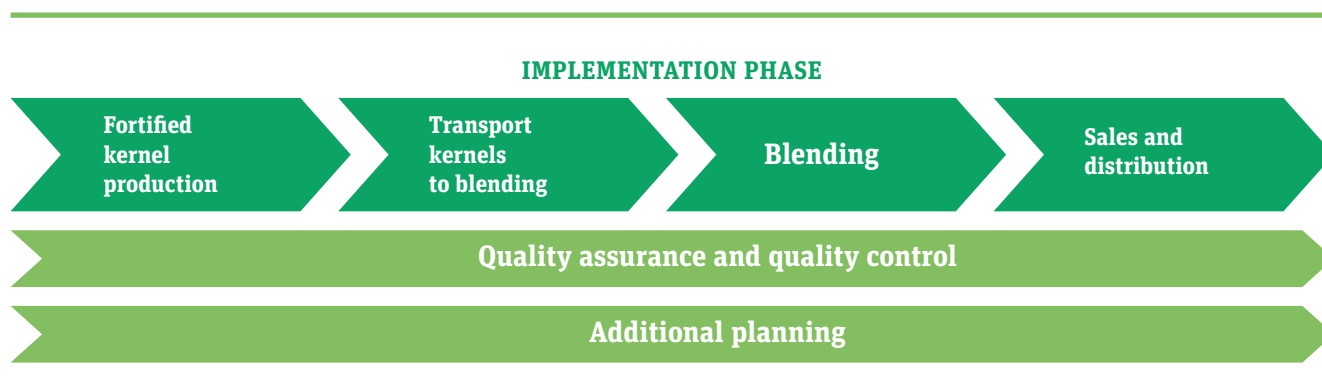 IMPLEMENTATION PHASE
Fortified
kernel
production
Transport
kernels
to blending
Blending
Sales and
distribution
Quality assurance and quality control
Additional planning